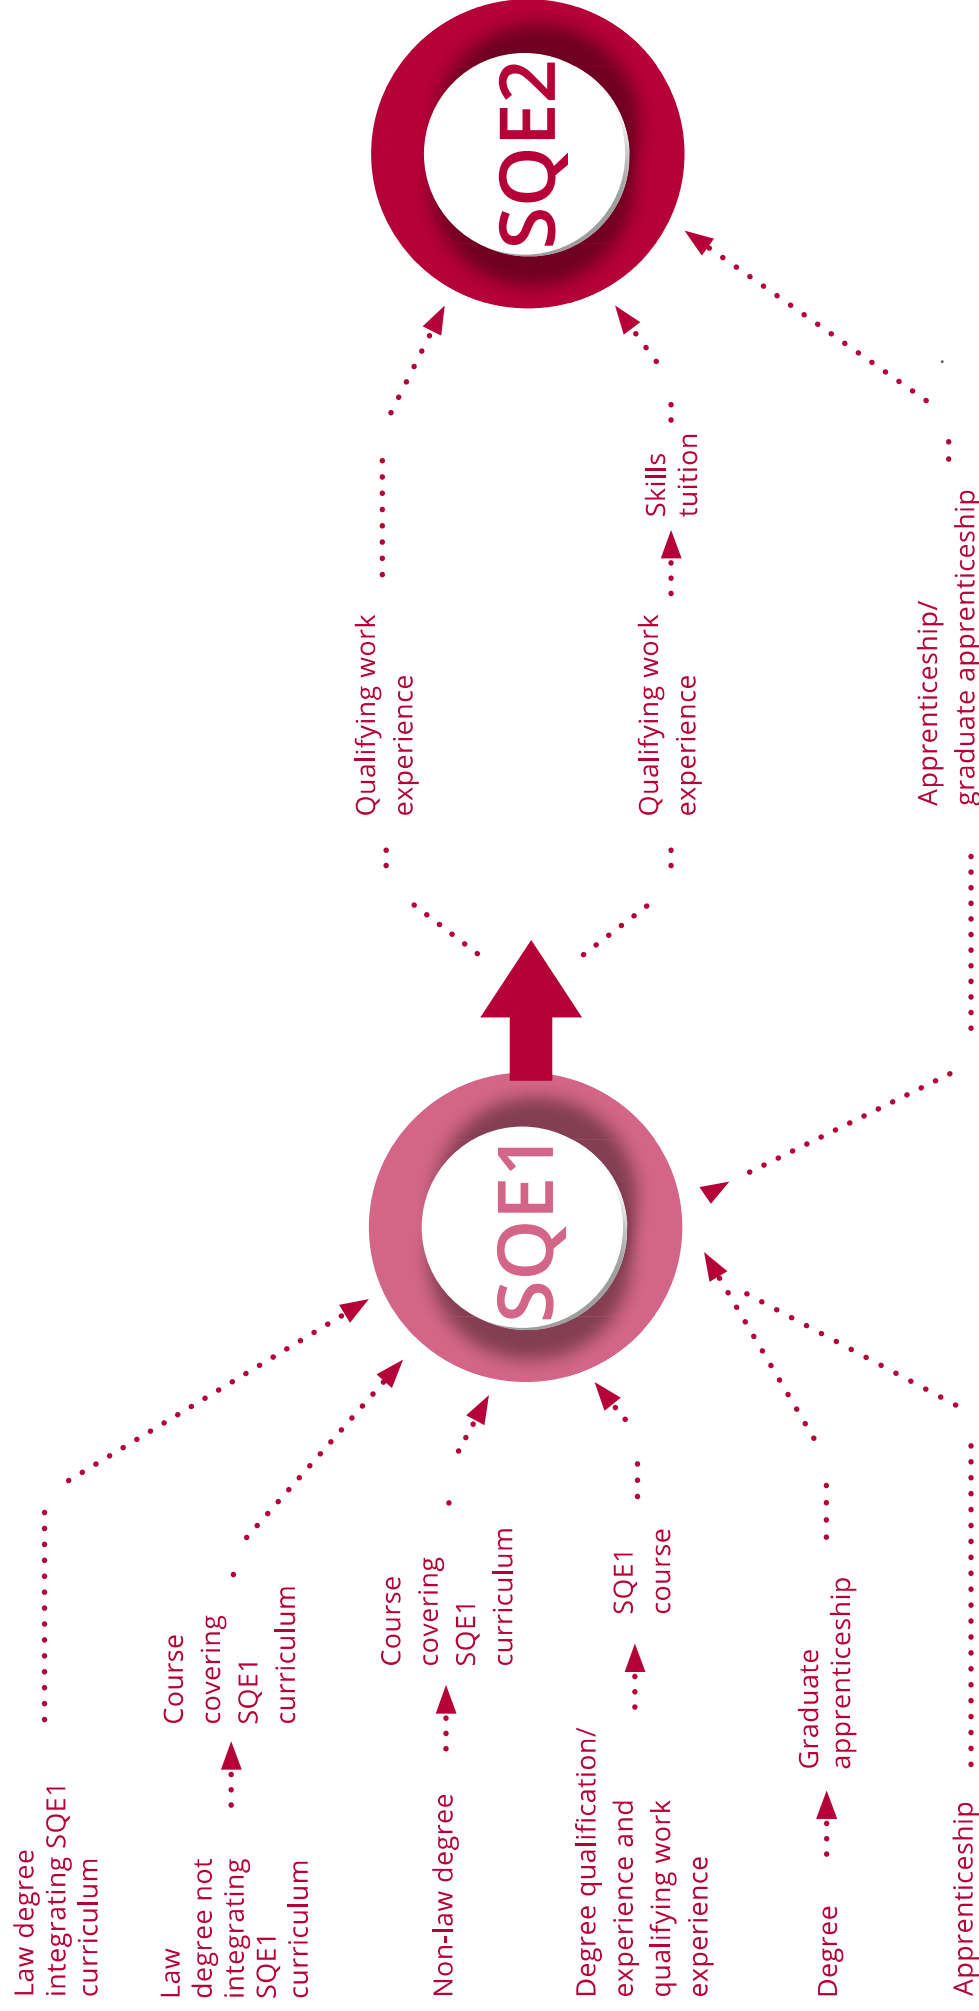 Law degree
integrating SQE1
curriculum
Law
degree not
integrating
SQE1
curriculum
Course
covering
SQE1
curriculum
Non-law degree
Course
covering
SQE1
curriculum
Degree qualification/
experience and
qualifying work
experience
SQE1
course
Degree
Graduate
apprenticeship
Apprenticeship
SQE1
Qualifying work
experience
Qualifying work
experience
Skills
tuition
Apprenticeship/
graduate apprenticeship
SQE2